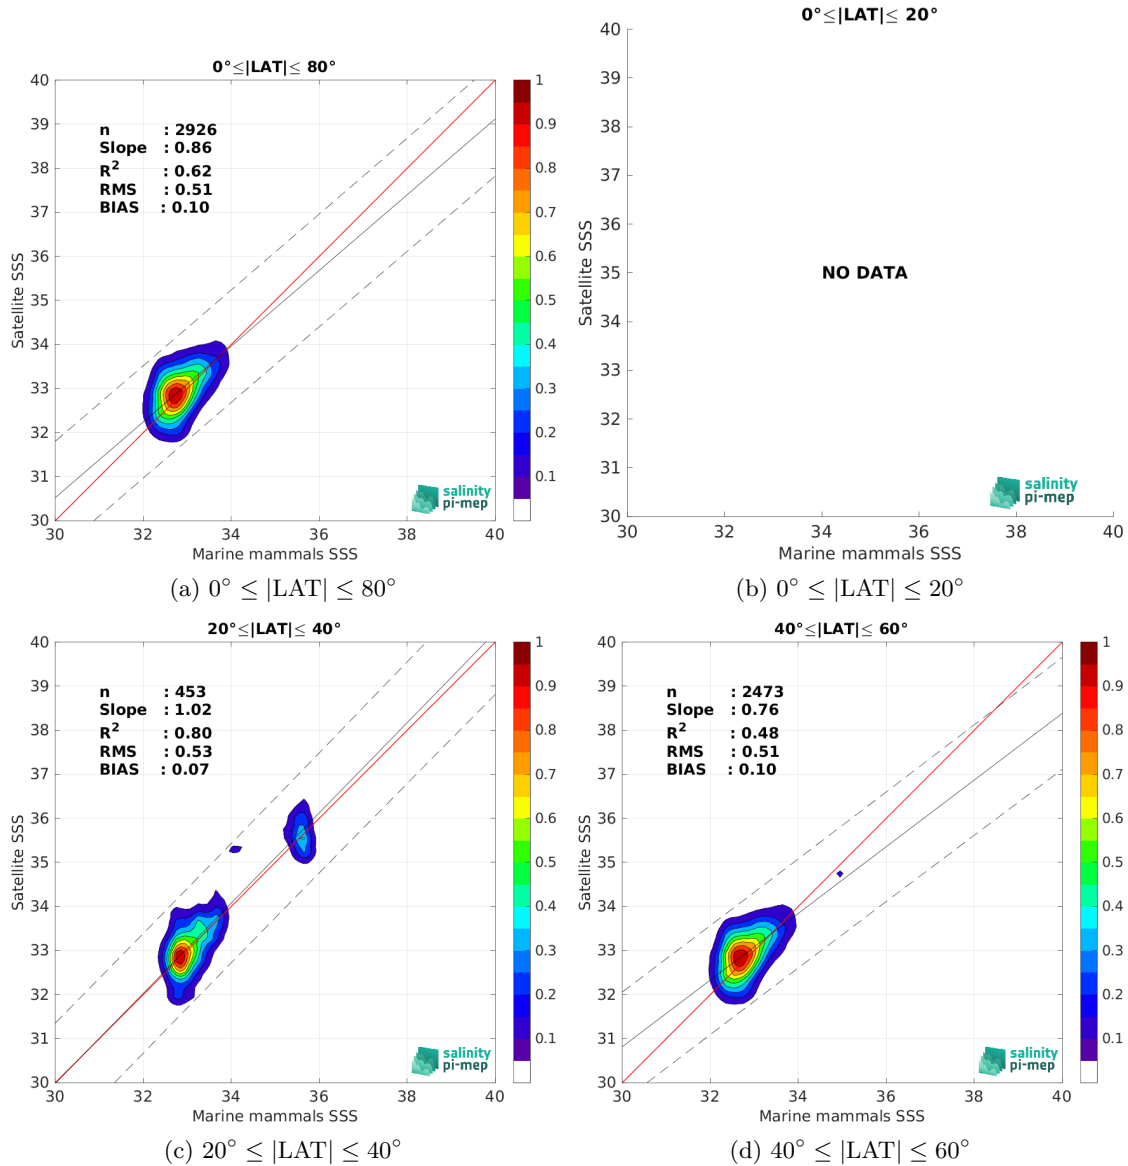 0°≤|LAT|≤ 80°
40
39
38
37
36
35
34
33
32
31
30
Satellite SSS
n : 2926
Slope : 0.86
R² : 0.62
RMS : 0.51
BIAS : 0.10
salinity
pi-mep
30 32 34 36 38 40
Marine mammals SSS
1
0.9
0.8
0.7
0.6
0.5
0.4
0.3
0.2
0.1
(a) 0° ≤ |LAT| ≤ 80°
0°≤|LAT|≤ 20°
40
39
38
37
36
35
34
33
32
31
30
Satellite SSS
NO DATA
salinity
pi-mep
30 32 34 36 38 40
Marine mammals SSS
(b) 0° ≤ |LAT| ≤ 20°
20°≤|LAT|≤ 40°
40
39
38
37
36
35
34
33
32
31
30
Satellite SSS
n : 453
Slope : 1.02
R² : 0.80
RMS : 0.53
BIAS : 0.07
salinity
pi-mep
30 32 34 36 38 40
Marine mammals SSS
1
0.9
0.8
0.7
0.6
0.5
0.4
0.3
0.2
0.1
(c) 20° ≤ |LAT| ≤ 40°
40°≤|LAT|≤ 60°
40
39
38
37
36
35
34
33
32
31
30
Satellite SSS
n : 2473
Slope : 0.76
R² : 0.48
RMS : 0.51
BIAS : 0.10
salinity
pi-mep
30 32 34 36 38 40
Marine mammals SSS
1
0.9
0.8
0.7
0.6
0.5
0.4
0.3
0.2
0.1
(d) 40° ≤ |LAT| ≤ 60°